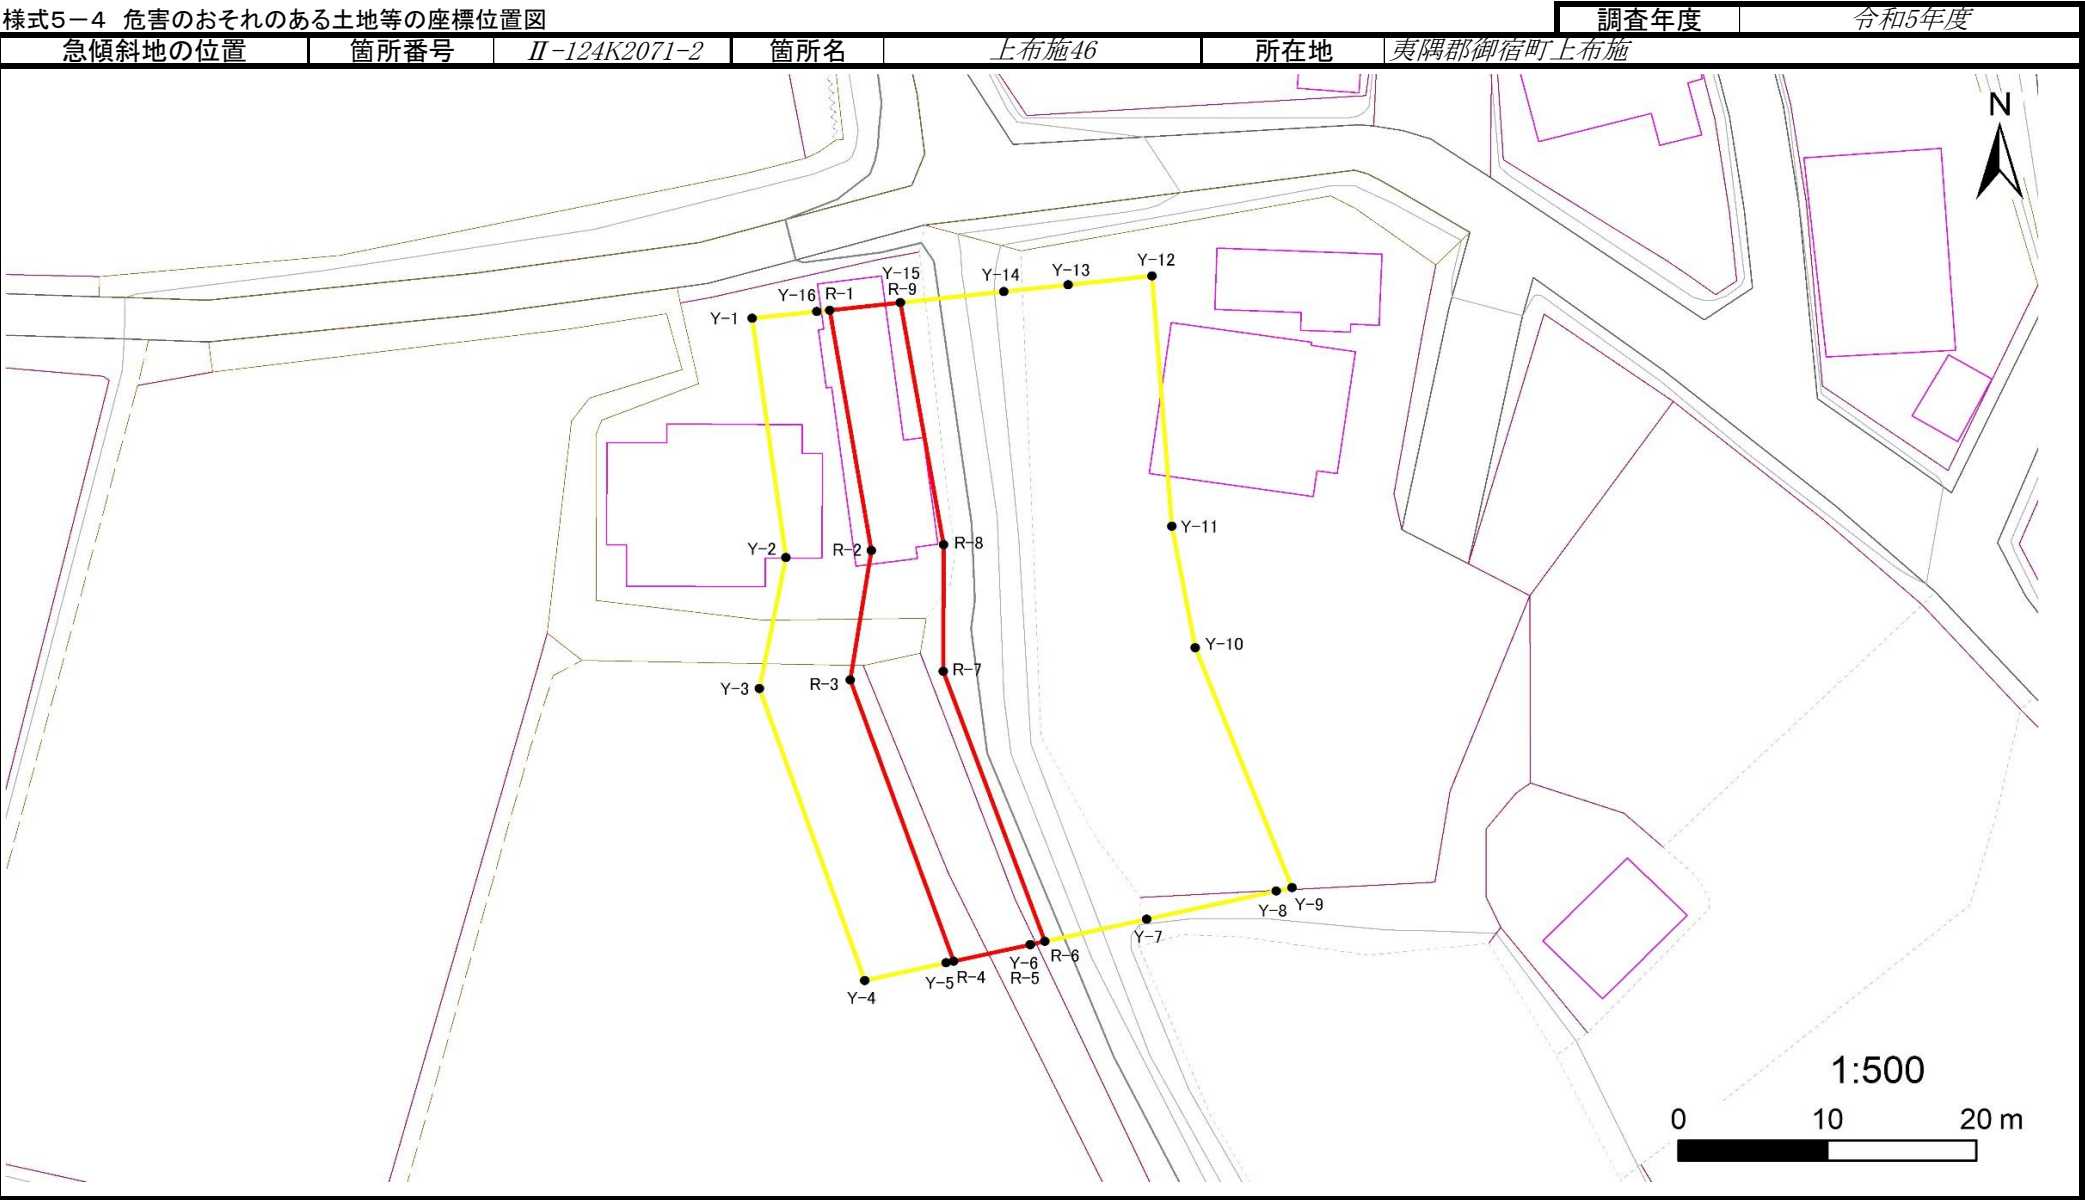 様式5－4 危害のおそれのある土地等の座標位置図 調査年度 令和5年度
急傾斜地の位置 箇所番号 Ⅱ-124K2071-2 箇所名 上布施46 所在地 夷隅郡御宿町上布施
N
Y-12
Y-13
Y-14
Y-15
R-9
Y-16 R-1
Y-1
Y-11
R-8
R-2
Y-2
Y-10
R-7
R-3
Y-3
Y-9
Y-8
Y-7
R-6
Y-6
R-5
R-4
Y-5
Y-4
1:500
0 10 20 m